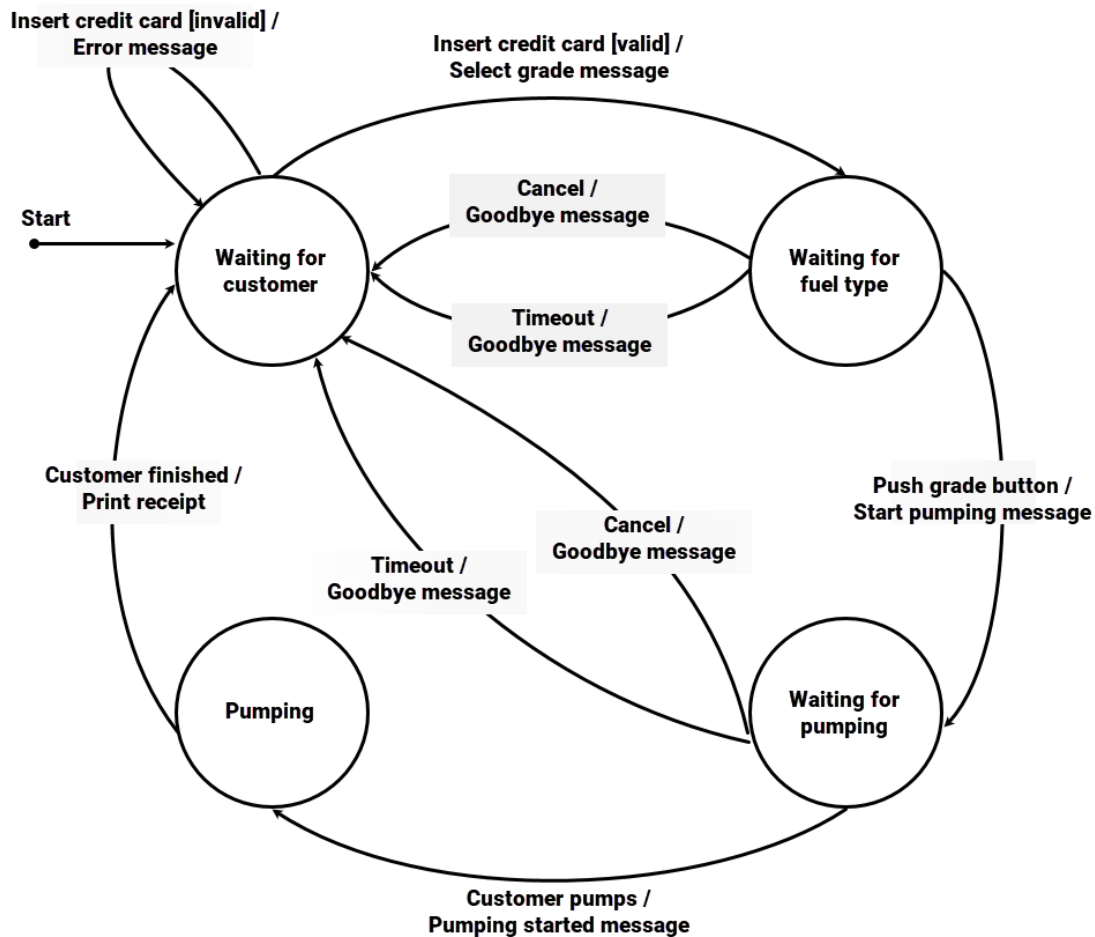 Insert credit card [invalid] /
Error message
Insert credit card [valid] /
Select grade message
Start
Cancel /
Goodbye message
Waiting for
customer
Waiting for
fuel type
Timeout /
Goodbye message
Customer finished /
Print receipt
Push grade button /
Start pumping message
Cancel /
Goodbye message
Timeout /
Goodbye message
Pumping
Waiting for
pumping
Customer pumps /
Pumping started message